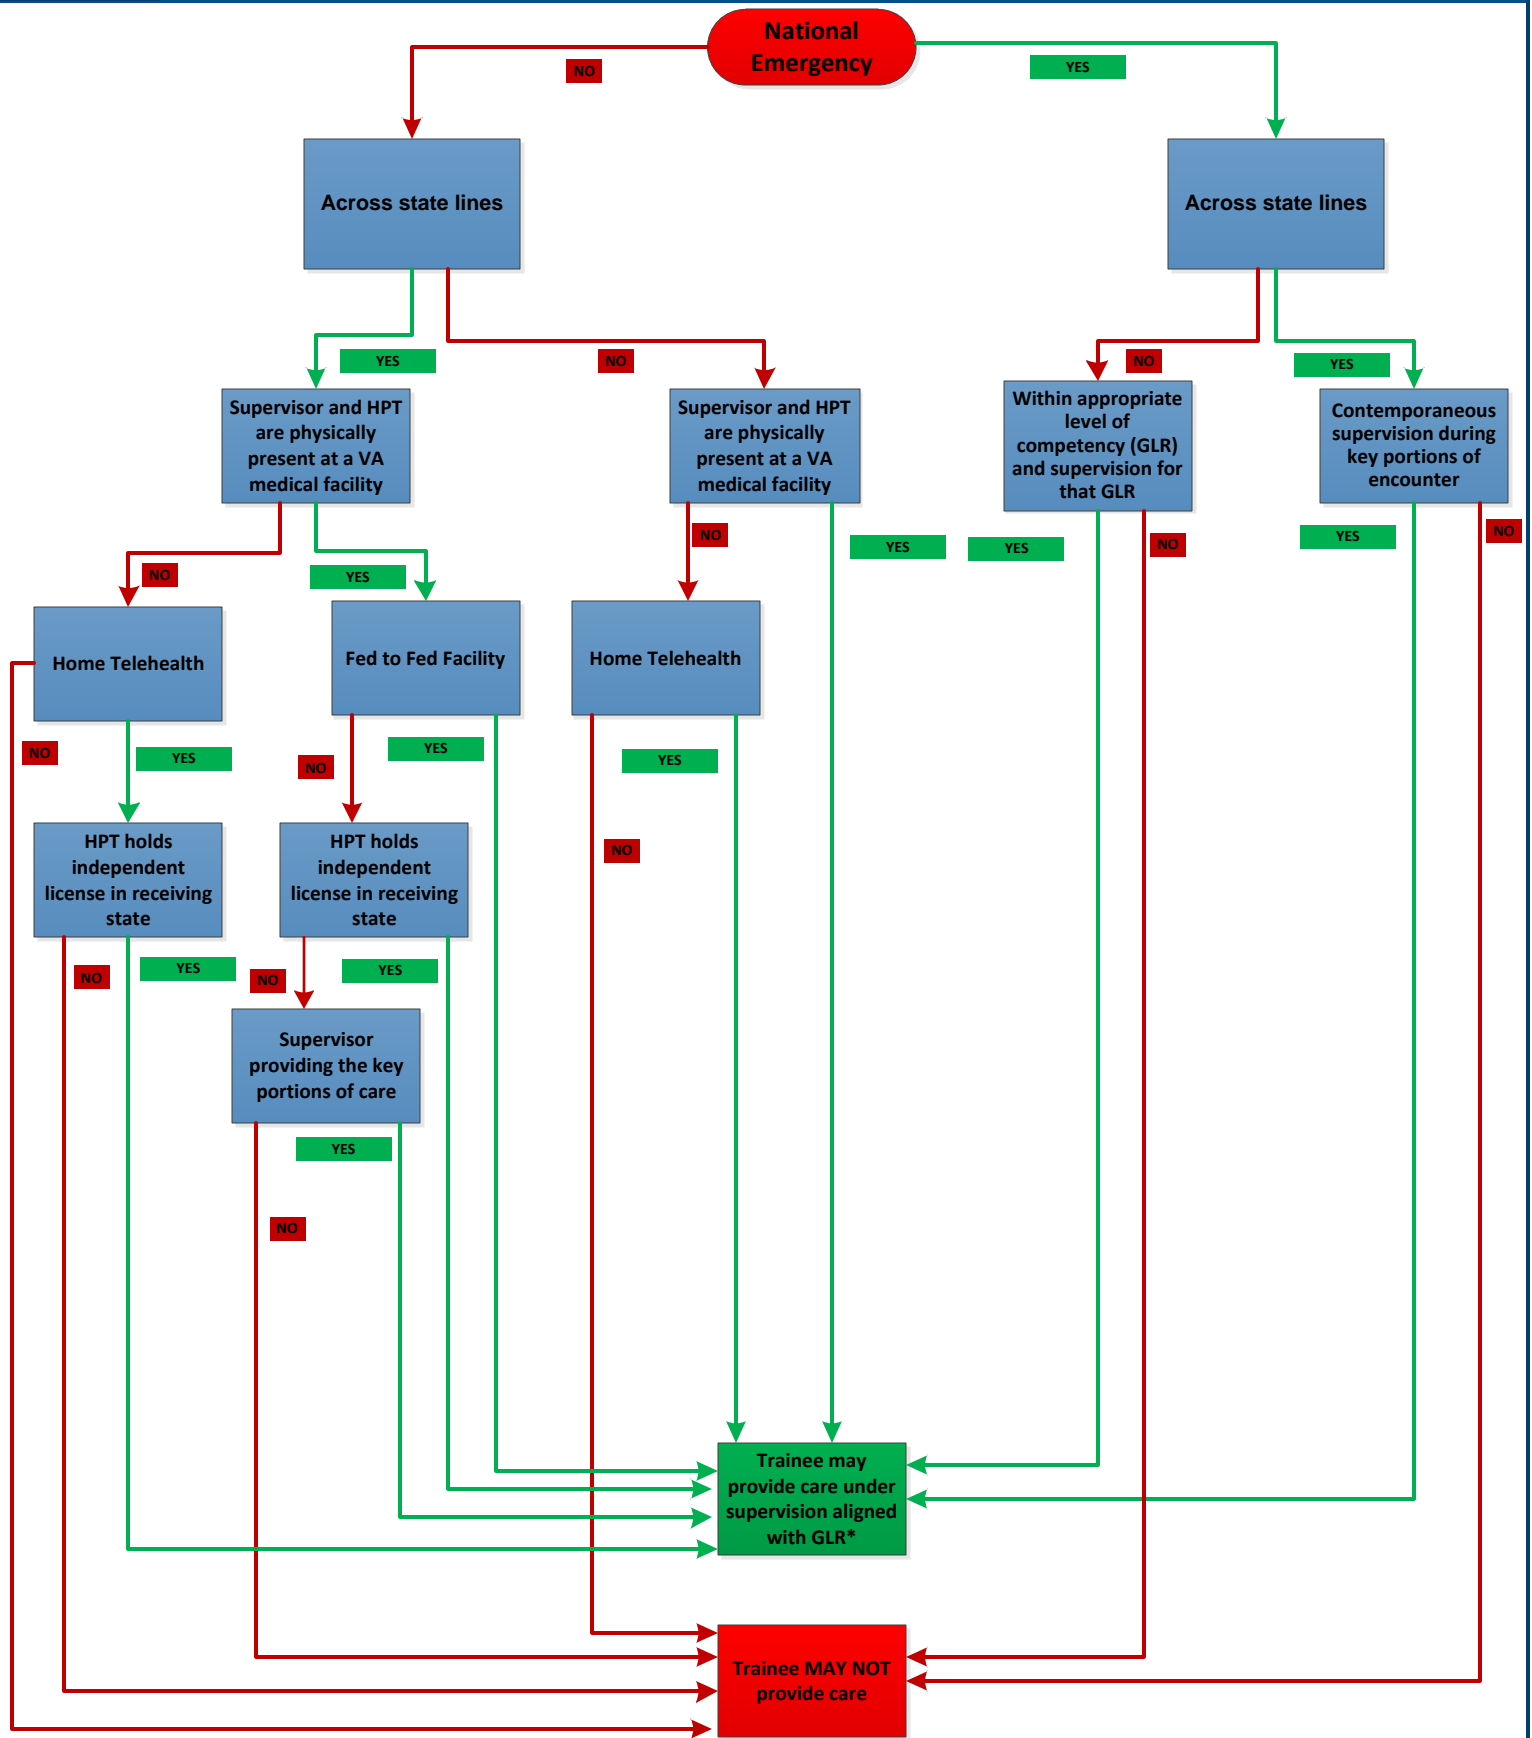 National
Emergency
NO
YES
Across state lines
Across state lines
YES
NO
NO
YES
Supervisor and HPT
are physically
present at a VA
medical facility
Supervisor and HPT
are physically
present at a VA
medical facility
Within appropriate
level of
competency (GLR)
and supervision for
that GLR
Contemporaneous
supervision during
key portions of
encounter
NO
YES
NO
YES
YES
NO
YES
NO
Home Telehealth
Fed to Fed Facility
Home Telehealth
NO
YES
NO
YES
YES
NO
HPT holds
independent
license in receiving
state
HPT holds
independent
license in receiving
state
NO
YES
NO
YES
Supervisor
providing the key
portions of care
YES
NO
Trainee may
provide care under
supervision aligned
with GLR*
Trainee MAY NOT
provide care